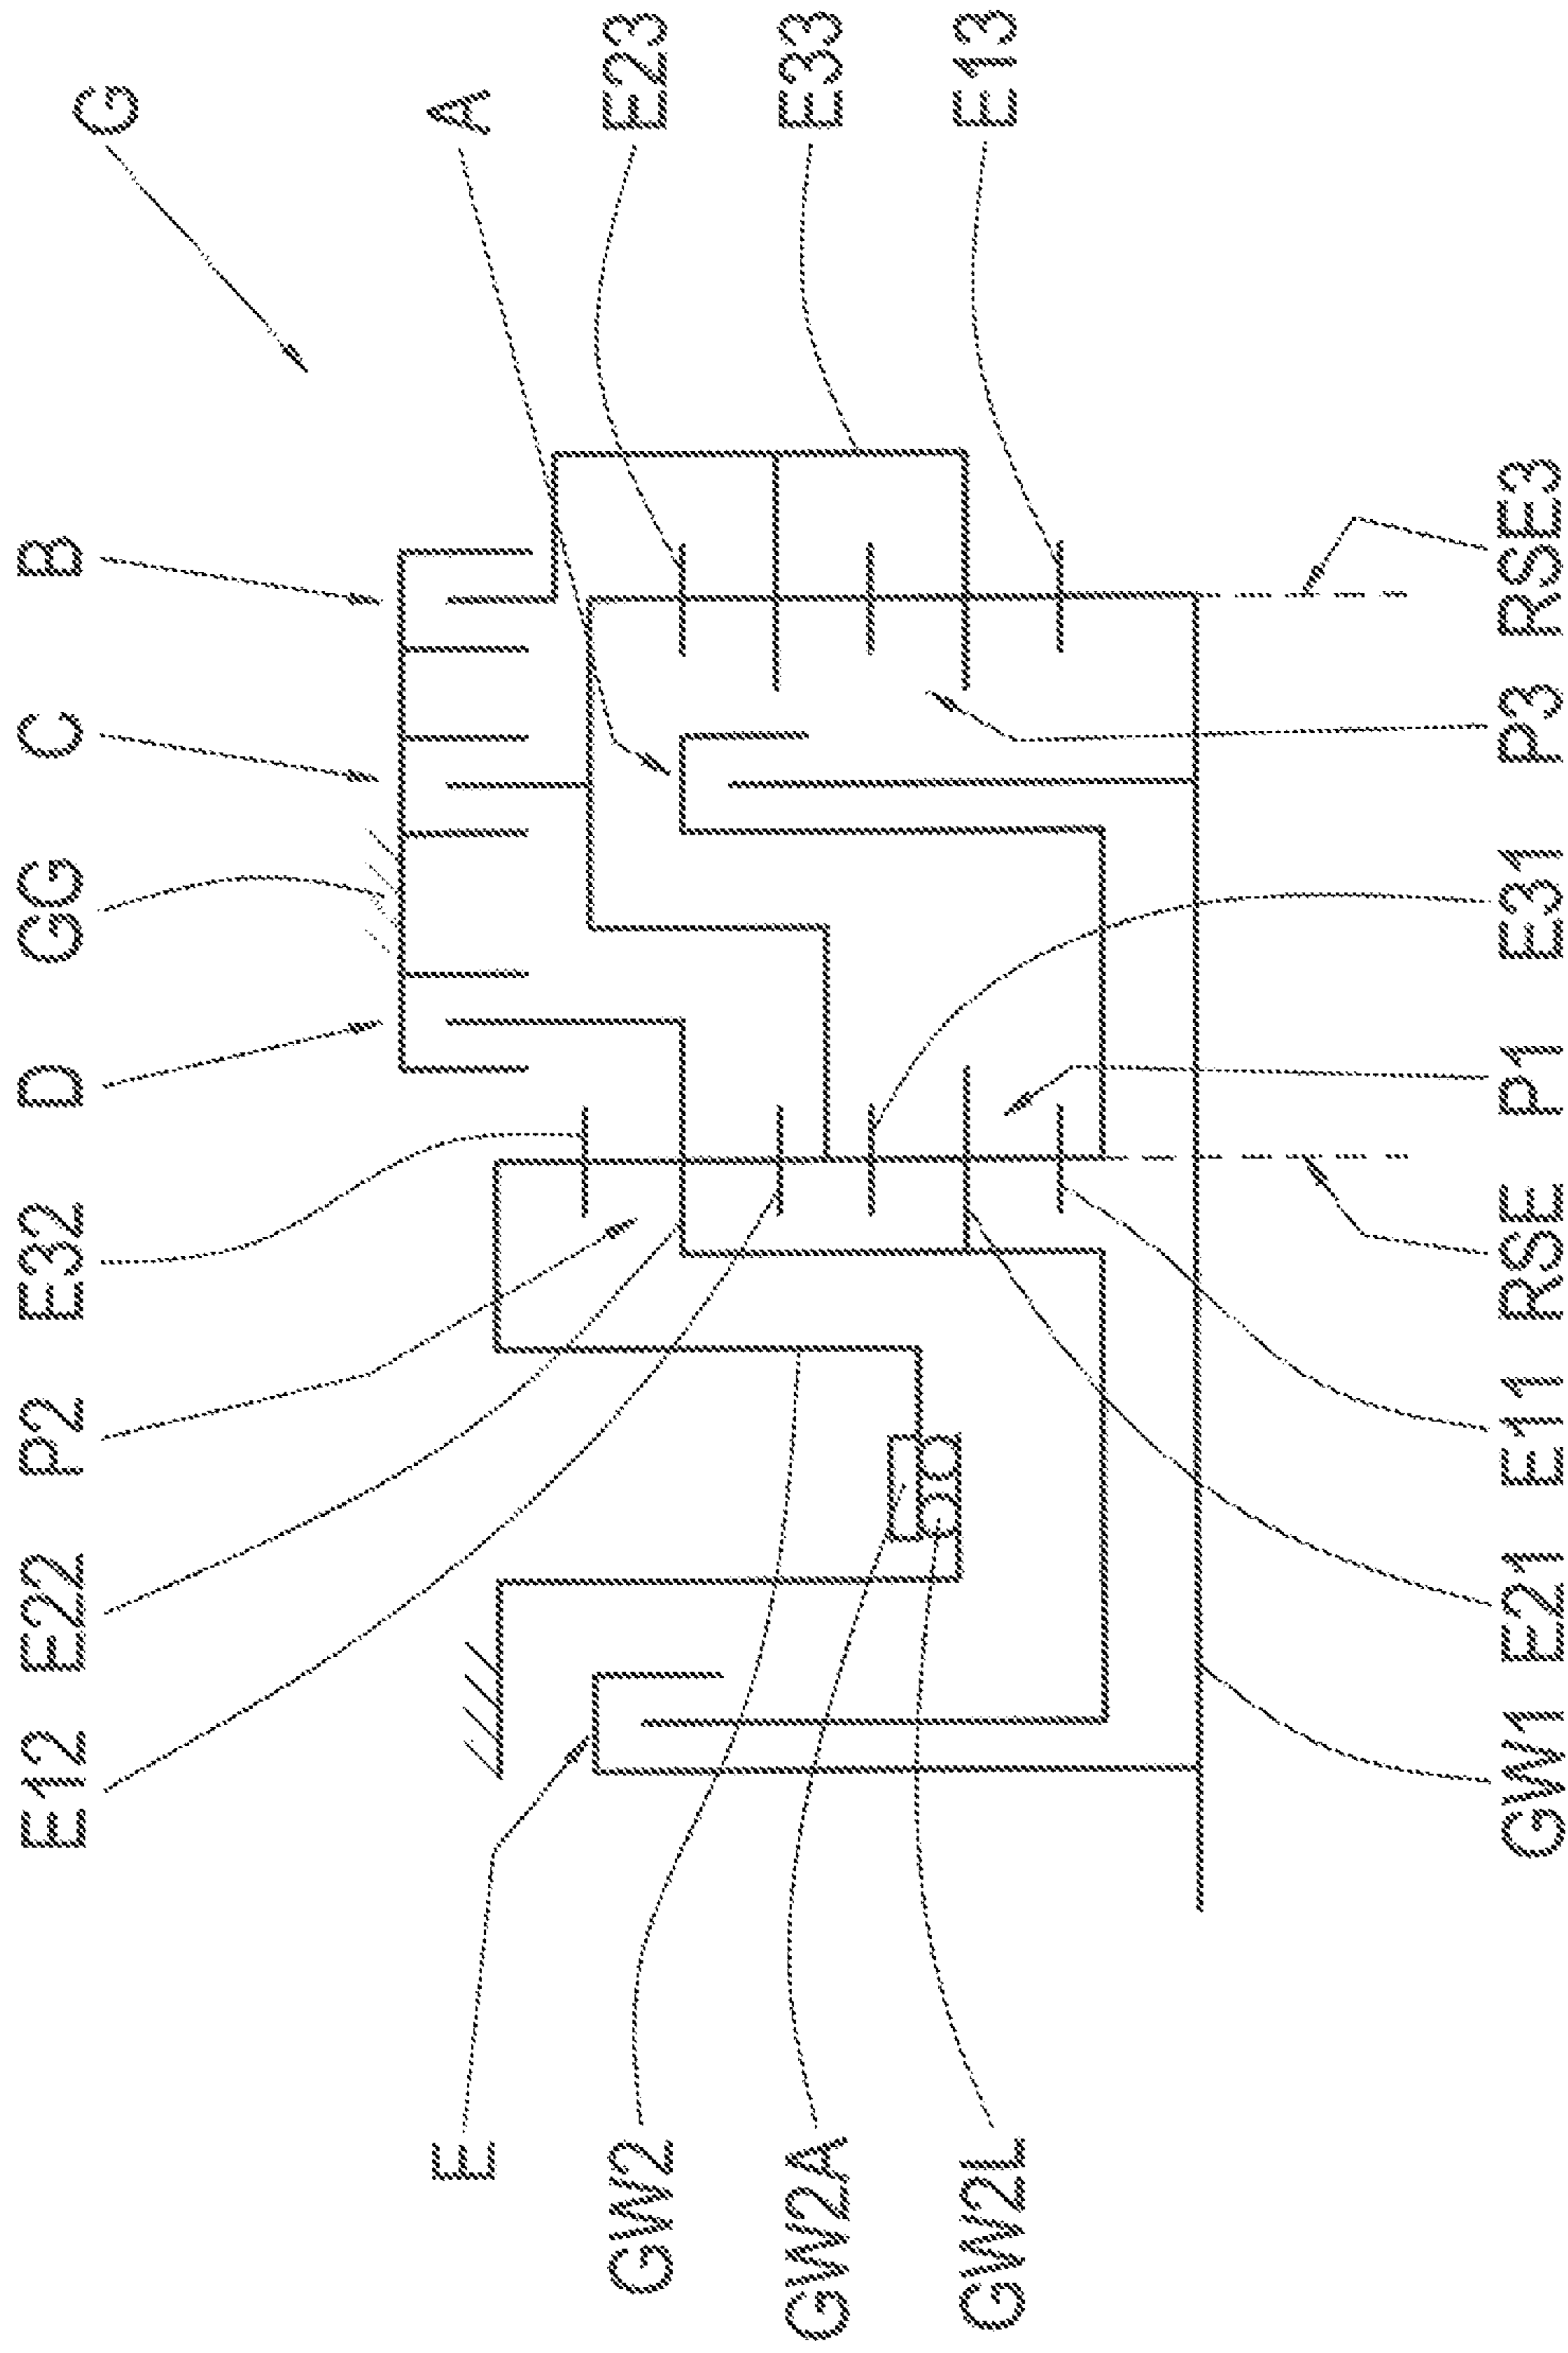 E12 E22 P2 E32 D GG C B
G
E A
GW2 E23
GW2A E33
GW2L E13
GW1 E21 E11 RSE P1 E31 P3 RSE3